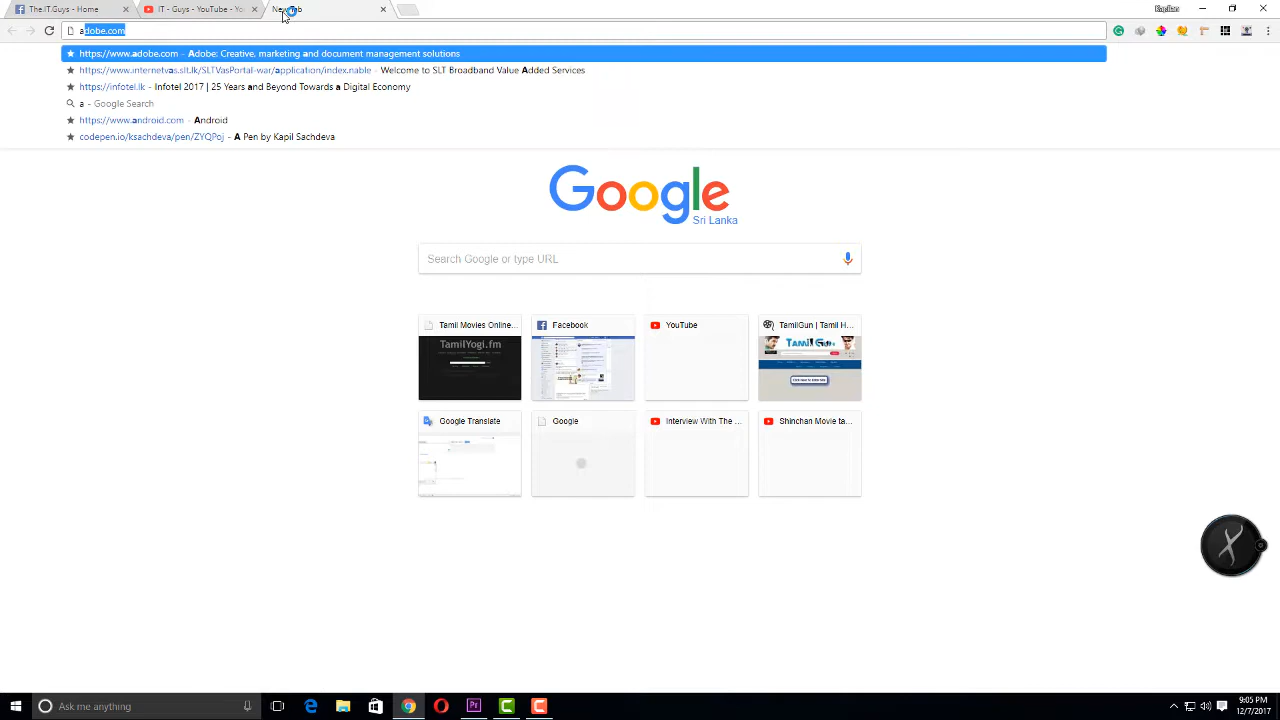 The.IT.Guys - Home
IT - Guys - YouTube - Yo
adobe.com
https://www.adobe.com - Adobe: Creative, marketing and document management solutions
https://www.internetvas.slt.lk/SLTVasPortal-war/application/index.nable - Welcome to SLT Broadband Value Added Services
https://infotel.lk - Infotel 2017 | 25 Years and Beyond Towards a Digital Economy
a - Google Search
https://www.android.com - Android
codepen.io/ksachdeva/pen/ZYQPoj - A Pen by Kapil Sachdeva
Google
Sri Lanka
Search Google or type URL
Tamil Movies Online...
Facebook
YouTube
TamilGun | Tamil H...
TamilYogi.fm
Google Translate
Google
Interview With The ...
Shinchan Movie ta...
Ask me anything
Pr
9:05 PM
12/7/2017